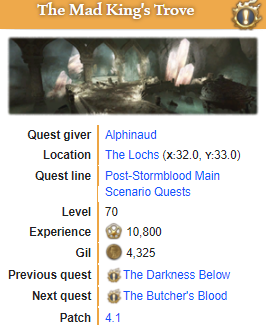 The Mad King's Trove
Quest giver Alphinaud
Location The Lochs (X:32.0, Y:33.0)
Quest line Post-Stormblood Main
Scenario Quests
Level 70
Experience 10,800
Gil 4,325
Previous quest The Darkness Below
Next quest The Butcher's Blood
Patch 4.1